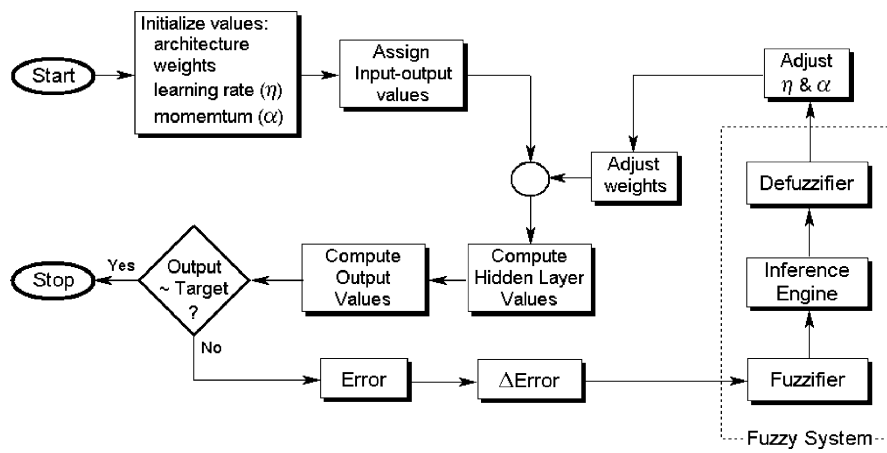 Start
Initialize values:
architecture
weights
learning rate (η)
momemtum (α)
Assign
Input-output
values
Adjust
η & α
Adjust
weights
Defuzzifier
Stop
Yes
Output
~ Target
?
No
Compute
Output
Values
Compute
Hidden Layer
Values
Inference
Engine
Error
ΔError
Fuzzifier
Fuzzy System